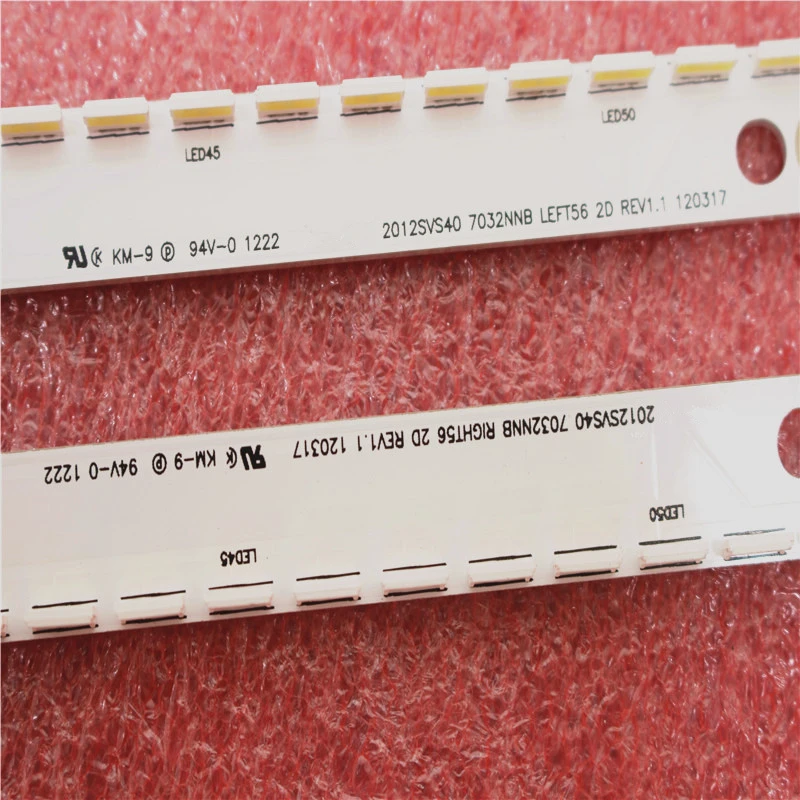 LED45
LED50
KM-9 Ⓟ 94V-0 1222
2012SVS40 7032NNB LEFT56 2D REV1.1 120317
2012SVS40 7032NNB RIGHT56 2D REV1.1 120317
KM-9 Ⓟ 94V-0 1222
LED50
LED45